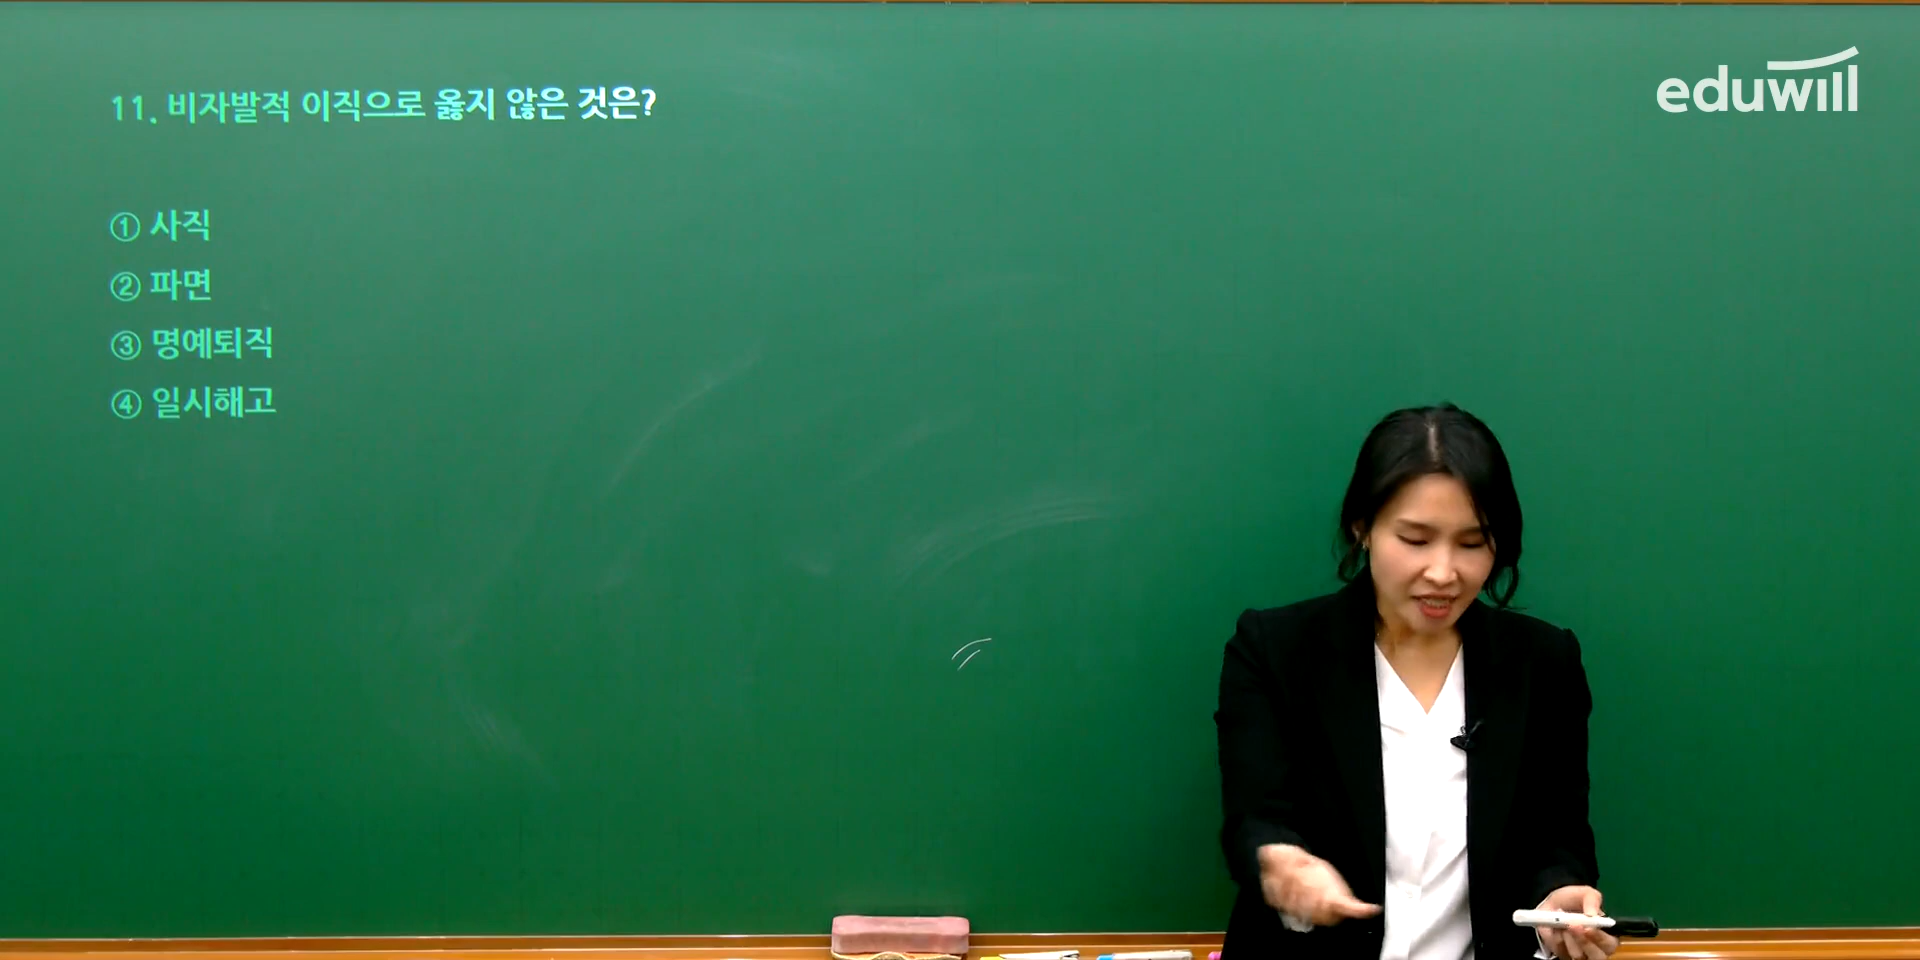 11. 비자발적 이직으로 옳지 않은 것은?
eduwill
① 사직
② 파면
③ 명예퇴직
④ 일시해고